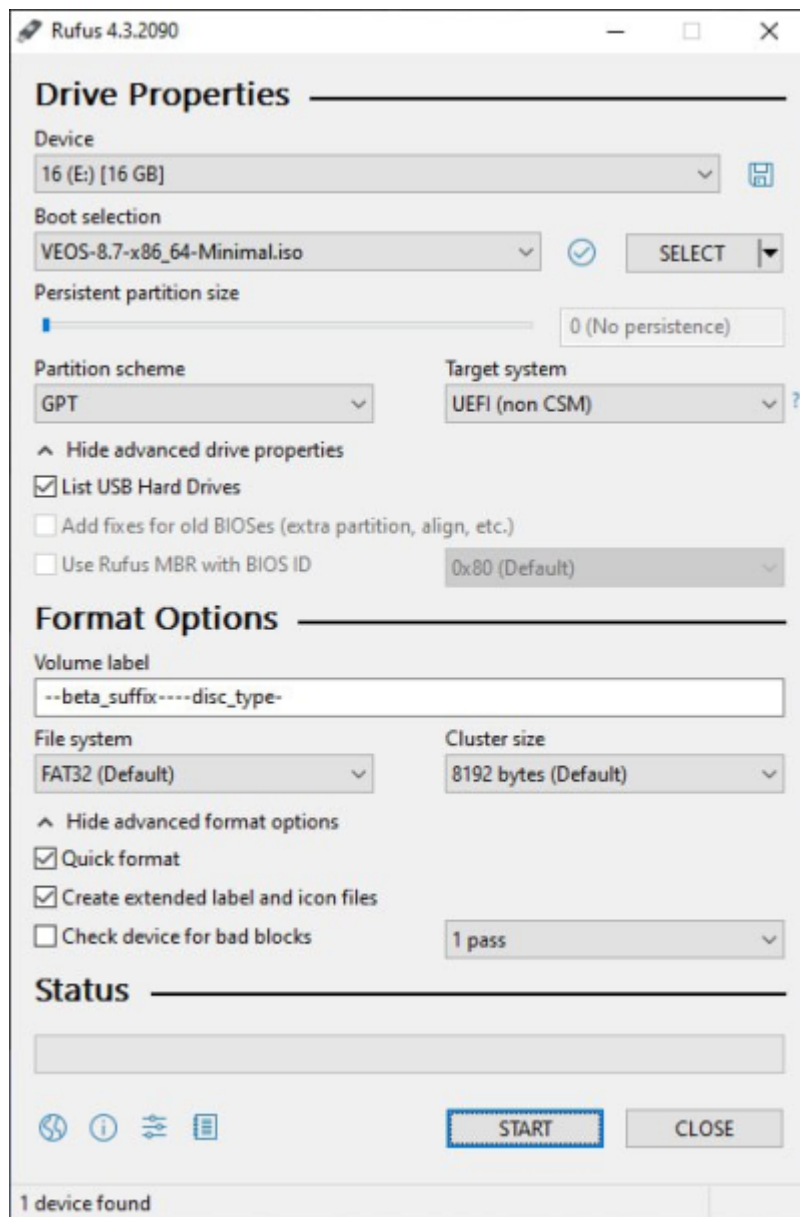 Rufus 4.3.2090
Drive Properties
Device
16 (E:) [16 GB]
Boot selection
VEOS-8.7-x86_64-Minimal.iso
SELECT
Persistent partition size
0 (No persistence)
Partition scheme
Target system
GPT
UEFI (non CSM)
?
Hide advanced drive properties
List USB Hard Drives
Add fixes for old BIOSes (extra partition, align, etc.)
Use Rufus MBR with BIOS ID
0x80 (Default)
Format Options
Volume label
--beta_suffix----disc_type-
File system
Cluster size
FAT32 (Default)
8192 bytes (Default)
Hide advanced format options
Quick format
Create extended label and icon files
Check device for bad blocks
1 pass
Status
START
CLOSE
1 device found